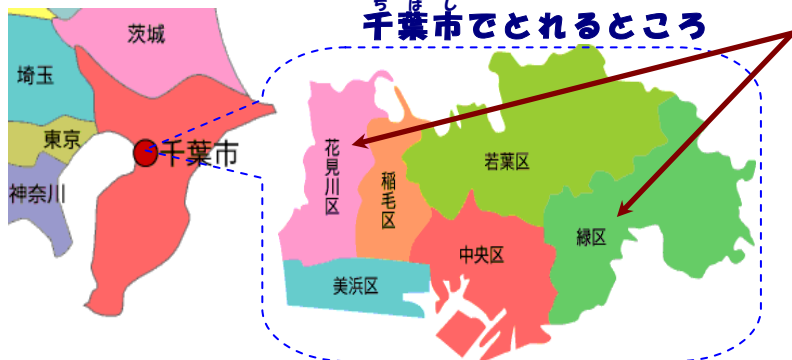 ちばし
千葉市でとれるところ
茨城
埼玉
東京
千葉市
神奈川
花見川区
稲毛区
若葉区
緑区
中央区
美浜区